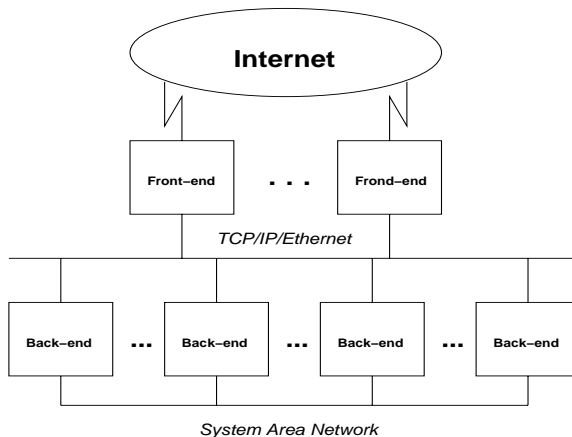 Internet
Front-end . . . Frond-end
TCP/IP/Ethernet
Back-end ... Back-end ... Back-end ... Back-end
System Area Network